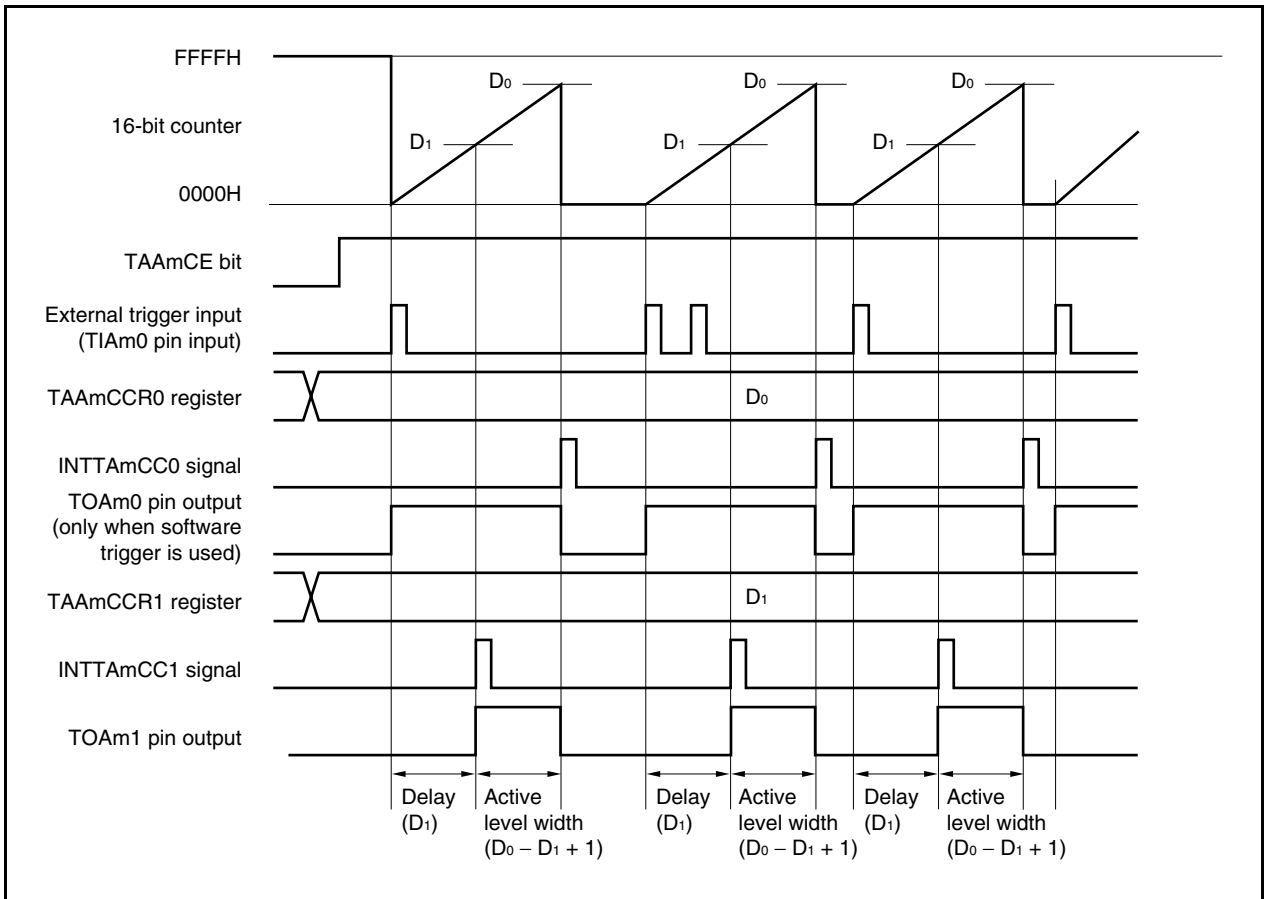 FFFFH
D₀ D₀ D₀
16-bit counter
D₁ D₁ D₁
0000H
TAAmCE bit
External trigger input
(TIAm0 pin input)
TAAmCCR0 register D₀
INTTAmCC0 signal
TOAm0 pin output
(only when software
trigger is used)
TAAmCCR1 register D₁
INTTAmCC1 signal
TOAm1 pin output
Delay Active Delay Active Delay Active
(D₁) level width (D₁) level width (D₁) level width
(D₀ − D₁ + 1) (D₀ − D₁ + 1) (D₀ − D₁ + 1)